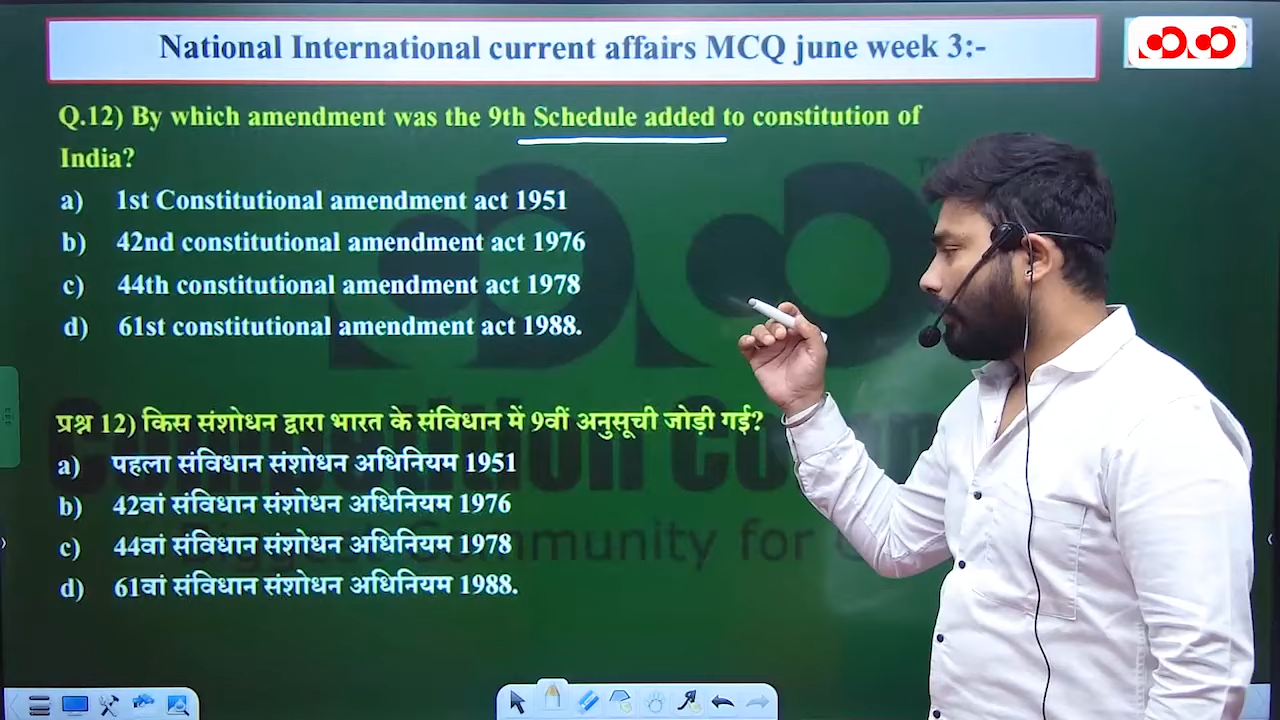 National International current affairs MCQ june week 3:-
Q.12) By which amendment was the 9th Schedule added to constitution of
India?
a) 1st Constitutional amendment act 1951
b) 42nd constitutional amendment act 1976
c) 44th constitutional amendment act 1978
d) 61st constitutional amendment act 1988.
प्रश्न 12) किस संशोधन द्वारा भारत के संविधान में 9वीं अनुसूची जोड़ी गई?
a) पहला संविधान संशोधन अधिनियम 1951
b) 42वां संविधान संशोधन अधिनियम 1976
c) 44वां संविधान संशोधन अधिनियम 1978
d) 61वां संविधान संशोधन अधिनियम 1988.